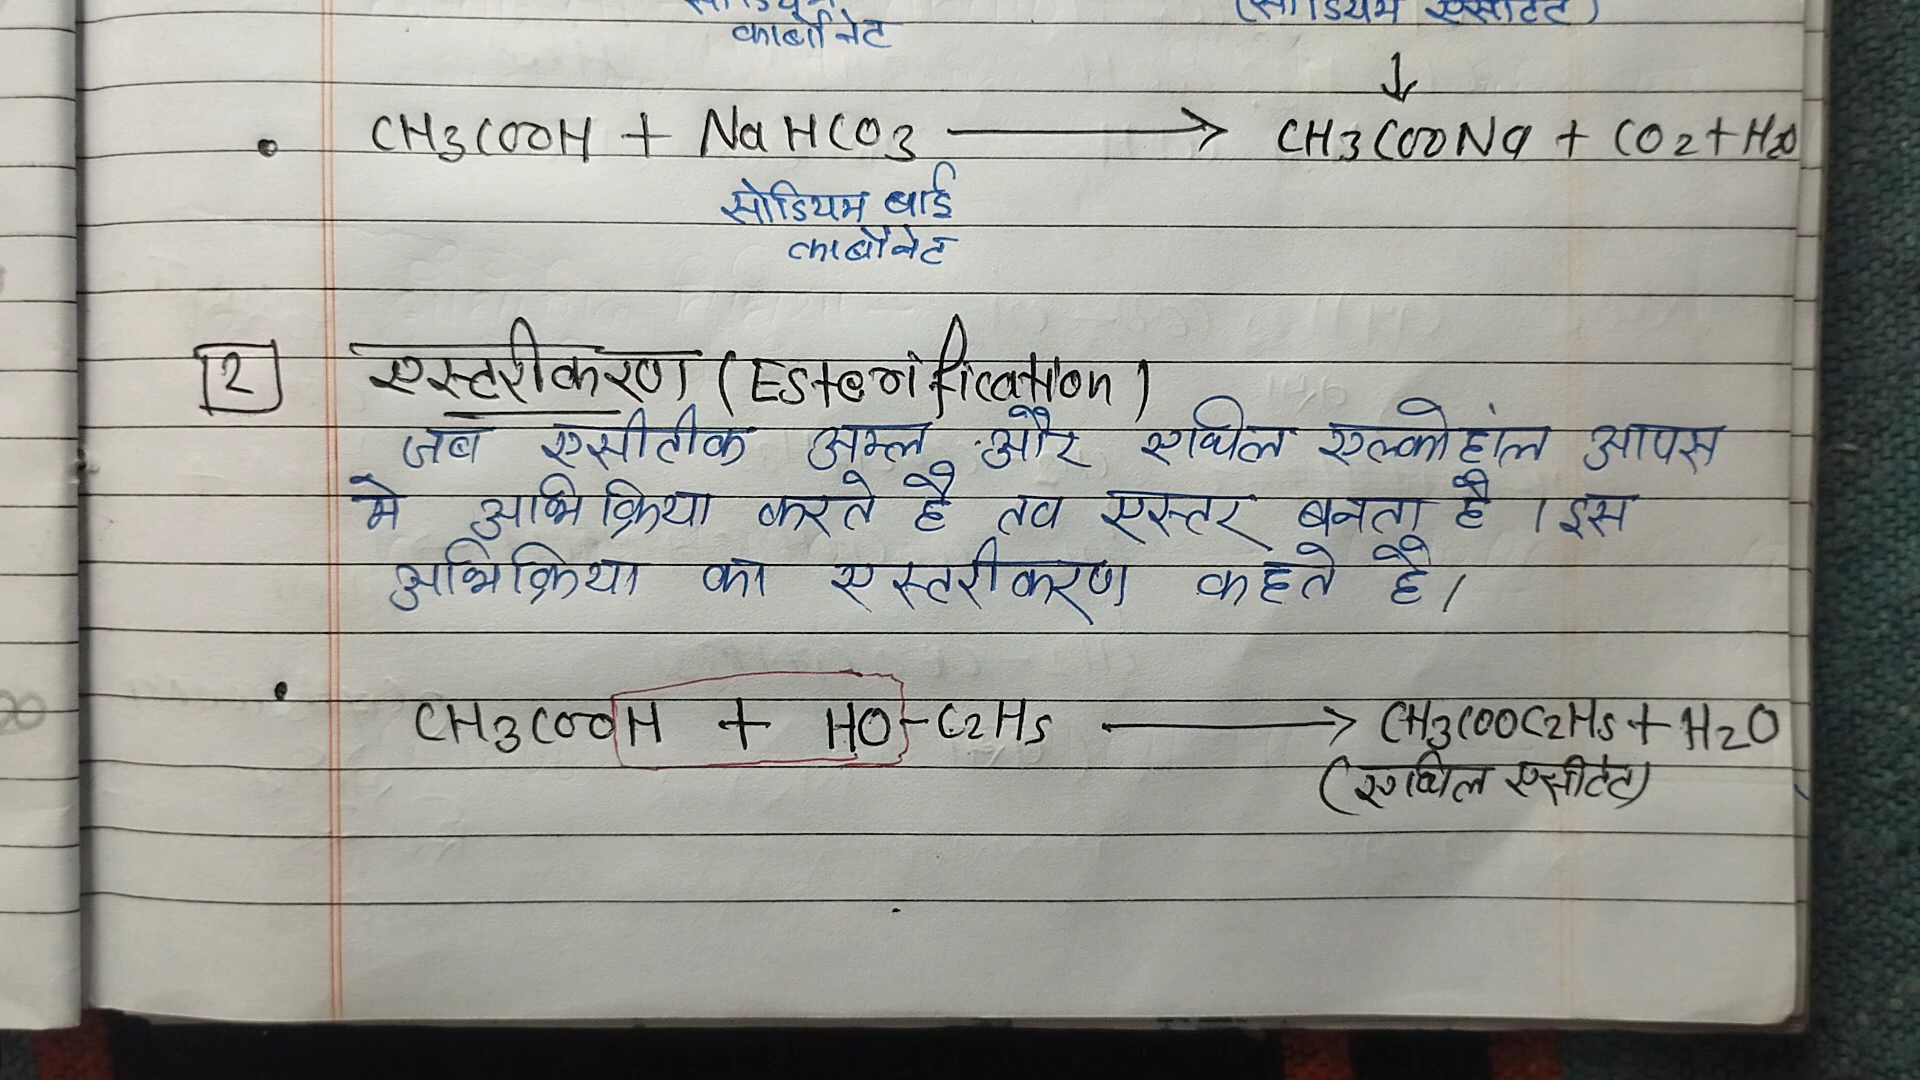 कार्बोनेट (सोडियम एसीटेट)
↓
• CH3COOH + NaHCO3 ⟶ CH3COONa + CO2 + H2O
सोडियम बाई
कार्बोनेट
2 एस्टरीकरण (Esterification)
जब एसीटीक अम्ल और एथिल एल्कोहांल आपस
मे अभिक्रिया करते है तव एस्टर बनता है । इस
अभिक्रिया का एस्टरीकरण कहते है।
• CH3COOH + HO-C2H5 ⟶ CH3COOC2H5 + H2O
(एथिल एसीटेट)